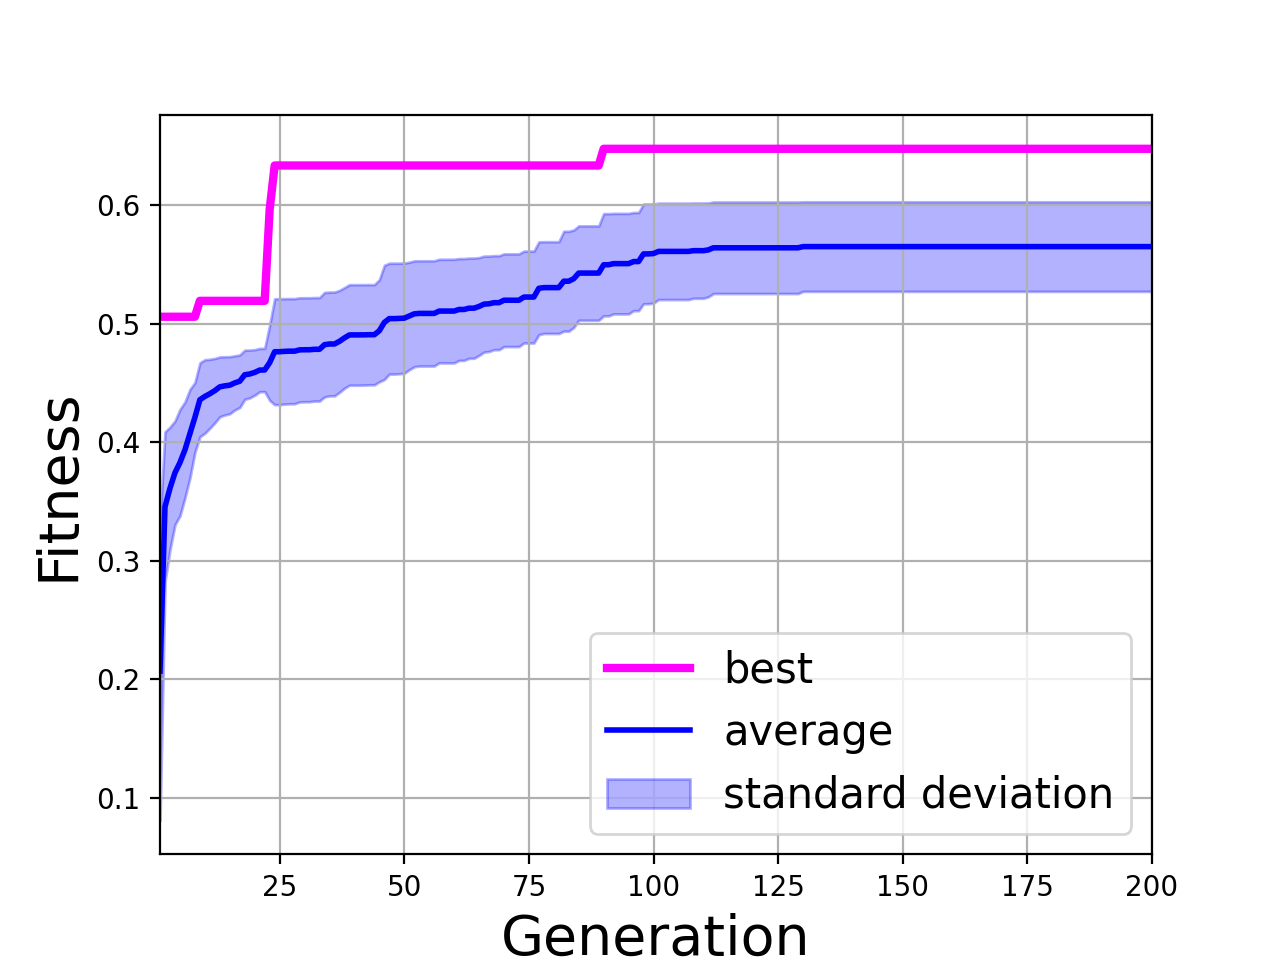 0.6
0.5
0.4
0.3
0.2
0.1
Fitness
best
average
standard deviation
25 50 75 100 125 150 175 200
Generation